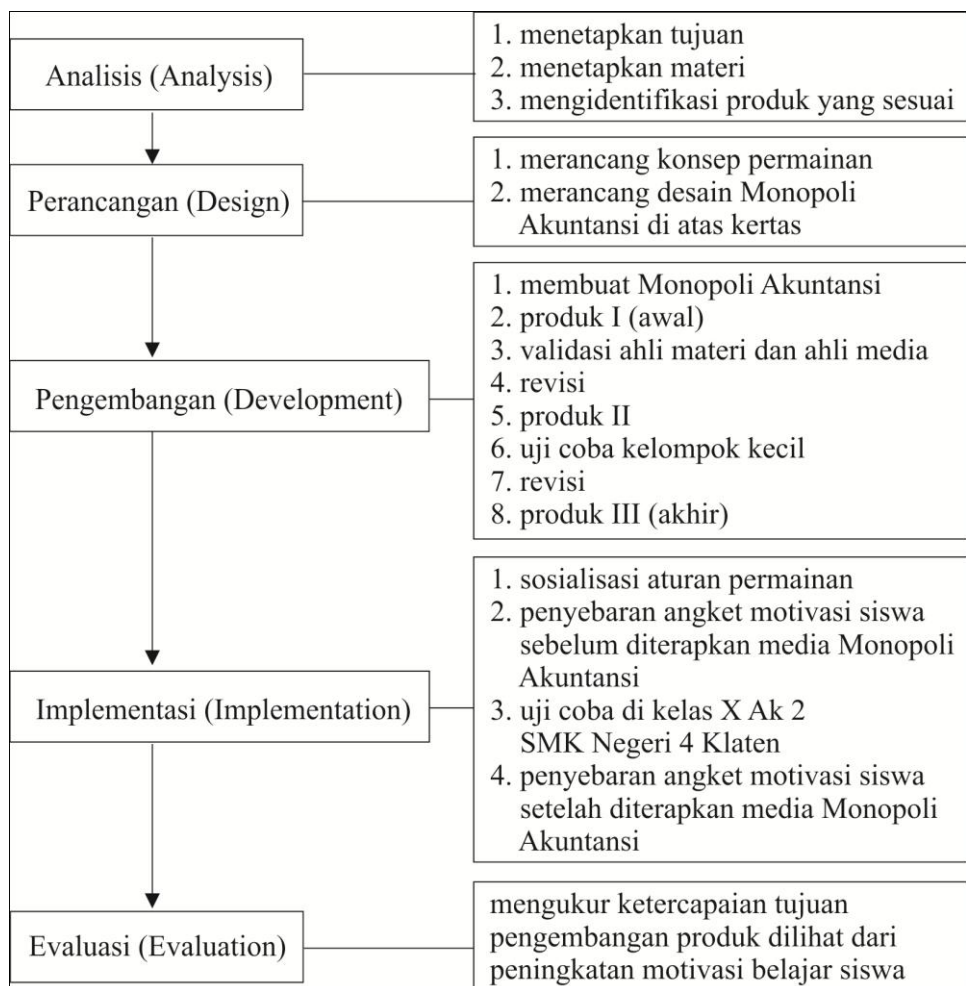 Analisis (Analysis)
1. menetapkan tujuan
2. menetapkan materi
3. mengidentifikasi produk yang sesuai
Perancangan (Design)
1. merancang konsep permainan
2. merancang desain Monopoli
Akuntansi di atas kertas
Pengembangan (Development)
1. membuat Monopoli Akuntansi
2. produk I (awal)
3. validasi ahli materi dan ahli media
4. revisi
5. produk II
6. uji coba kelompok kecil
7. revisi
8. produk III (akhir)
Implementasi (Implementation)
1. sosialisasi aturan permainan
2. penyebaran angket motivasi siswa
sebelum diterapkan media Monopoli
Akuntansi
3. uji coba di kelas X Ak 2
SMK Negeri 4 Klaten
4. penyebaran angket motivasi siswa
setelah diterapkan media Monopoli
Akuntansi
Evaluasi (Evaluation)
mengukur ketercapaian tujuan
pengembangan produk dilihat dari
peningkatan motivasi belajar siswa